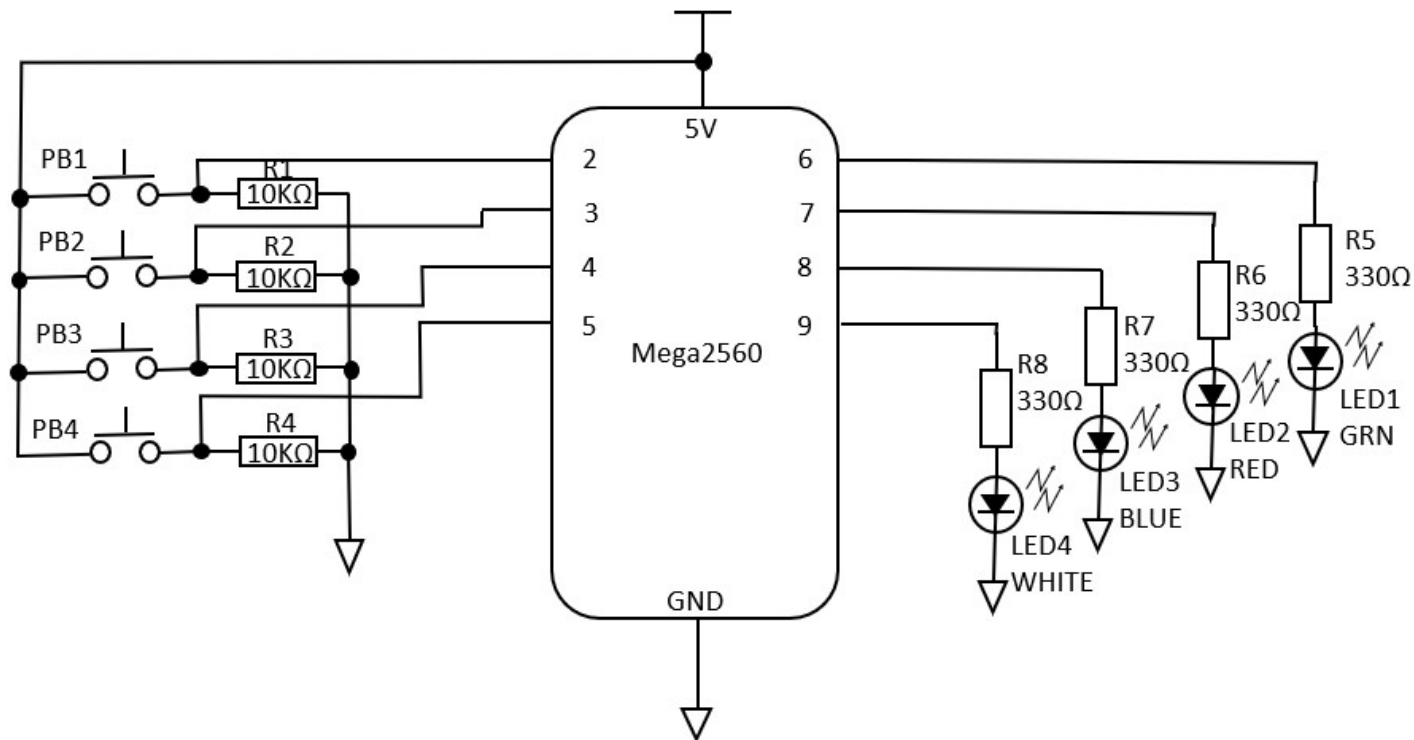 5V
PB1
R1
10KΩ
2
6
3
7
PB2
R2
10KΩ
4
8
R5
330Ω
R6
330Ω
PB3
R3
10KΩ
5
9
Mega2560
R7
330Ω
R8
330Ω
LED1
GRN
PB4
R4
10KΩ
LED2
RED
LED3
BLUE
LED4
WHITE
GND